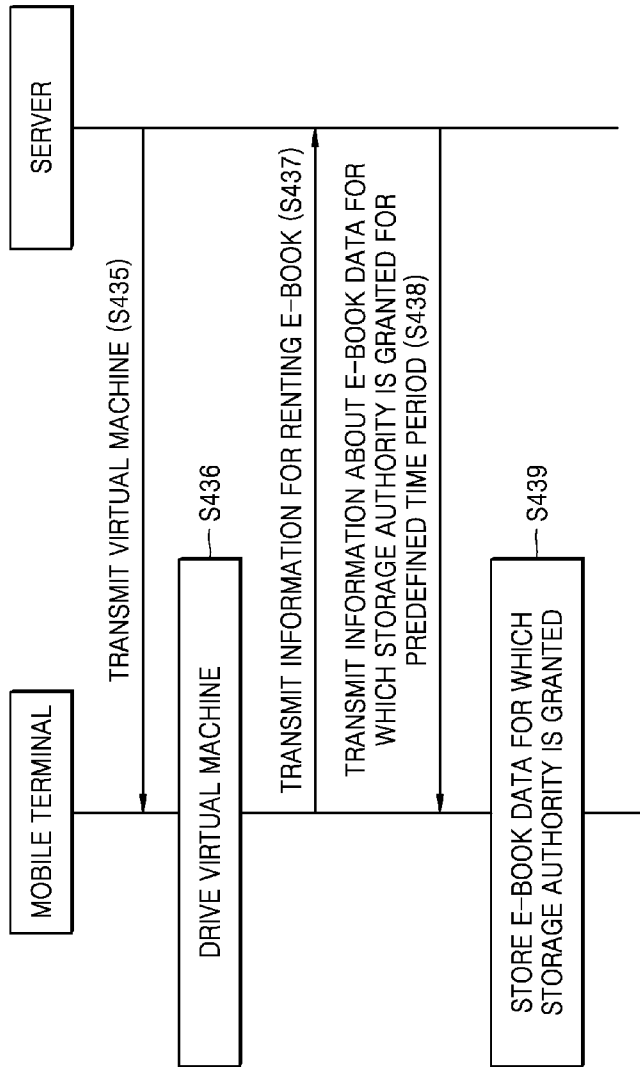 MOBILE TERMINAL
SERVER
TRANSMIT VIRTUAL MACHINE (S435)
DRIVE VIRTUAL MACHINE
S436
TRANSMIT INFORMATION FOR RENTING E-BOOK (S437)
TRANSMIT INFORMATION ABOUT E-BOOK DATA FOR
WHICH STORAGE AUTHORITY IS GRANTED FOR
PREDEFINED TIME PERIOD (S438)
STORE E-BOOK DATA FOR WHICH
STORAGE AUTHORITY IS GRANTED
S439